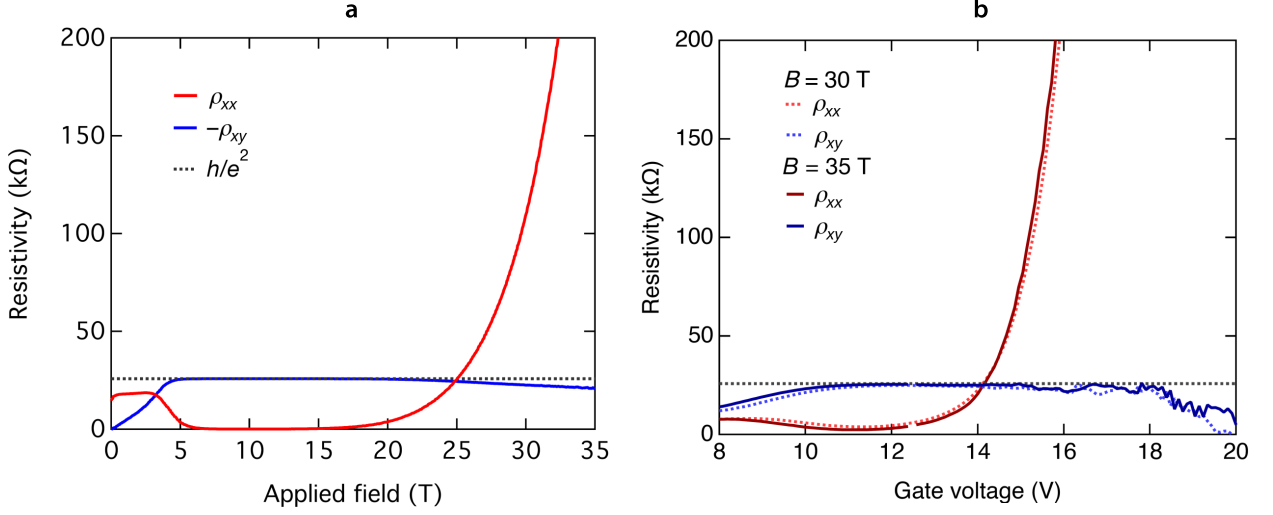 a
200
150
100
50
0
Resistivity (kΩ)
ρxx
−ρxy
h/e2
0 5 10 15 20 25 30 35
Applied field (T)
b
200
150
100
50
0
Resistivity (kΩ)
B = 30 T
ρxx
ρxy
B = 35 T
ρxx
ρxy
8 10 12 14 16 18 20
Gate voltage (V)